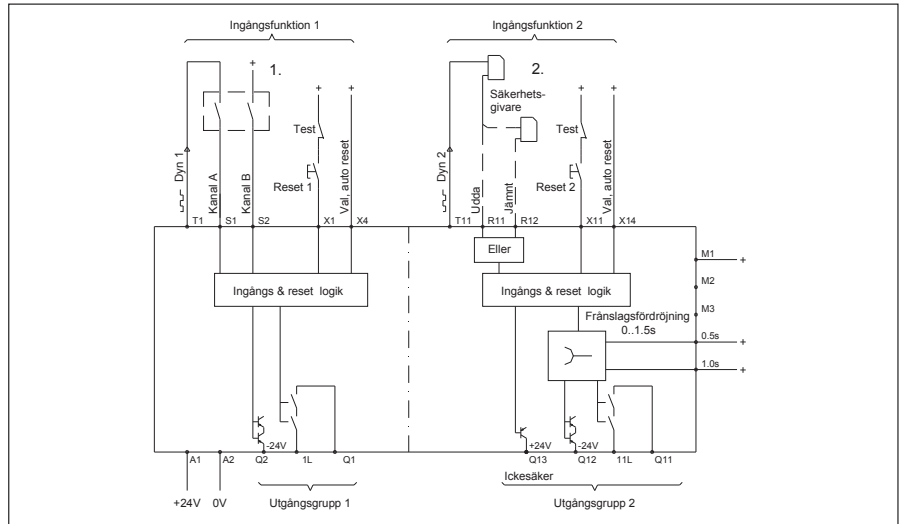 Ingångsfunktion 1 Ingångsfunktion 2
+ 1. 2.
Säkerhets-
givare
+ + + +
Test Test
Dyn 1 Kanal A Kanal B Reset 1 Val, auto reset Dyn 2 Udda Jämnt Reset 2 Val, auto reset
T1 S1 S2 X1 X4 T11 R11 R12 X11 X14
Eller
M1 +
M2
Ingångs & reset logik Ingångs & reset logik
M3
Frånslagsfördröjning
0..1.5s
0.5s +
1.0s +
-24V +24V -24V
A1 A2 Q2 1L Q1 Q13 Q12 11L Q11
Ickesäker
+24V 0V Utgångsgrupp 1 Utgångsgrupp 2